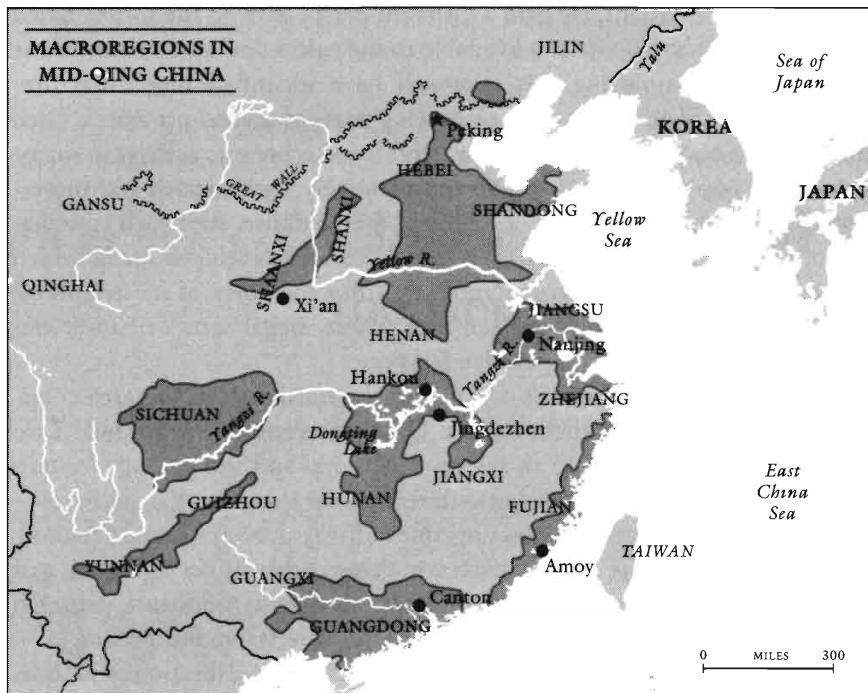 MACROREGIONS IN
MID-QING CHINA
JILIN
Yalu
Sea of
Japan
Peking
KOREA
HEBEI
GREAT
WALL
GANSU
SHANDONG
JAPAN
SHANXI
Yellow
Sea
SHAANXI
Yellow R.
QINGHAI
Xi'an
JIANGSU
HENAN
Nanjing
Yangzi R.
Hankou
ZHEJIANG
SICHUAN
Yangzi R.
Dongting
Lake
Jingdezhen
JIANGXI
East
China
Sea
HUNAN
GUIZHOU
FUJIAN
TAIWAN
YUNNAN
Amoy
GUANGXI
Canton
GUANGDONG
0 MILES 300